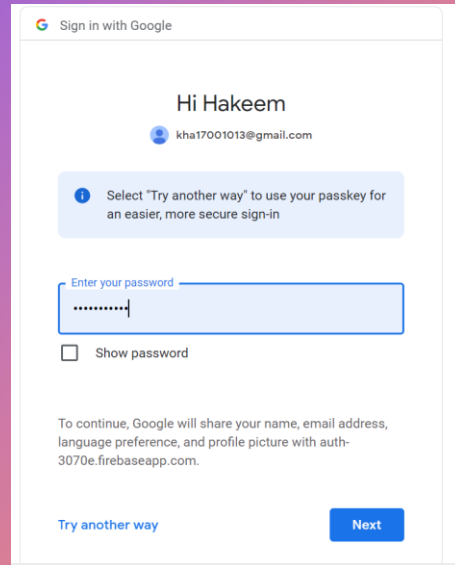 Sign in with Google
Hi Hakeem
kha17001013@gmail.com
Select "Try another way" to use your passkey for
an easier, more secure sign-in
Enter your password
•••••••••••
Show password
To continue, Google will share your name, email address,
language preference, and profile picture with auth-
3070e.firebaseapp.com.
Try another way
Next